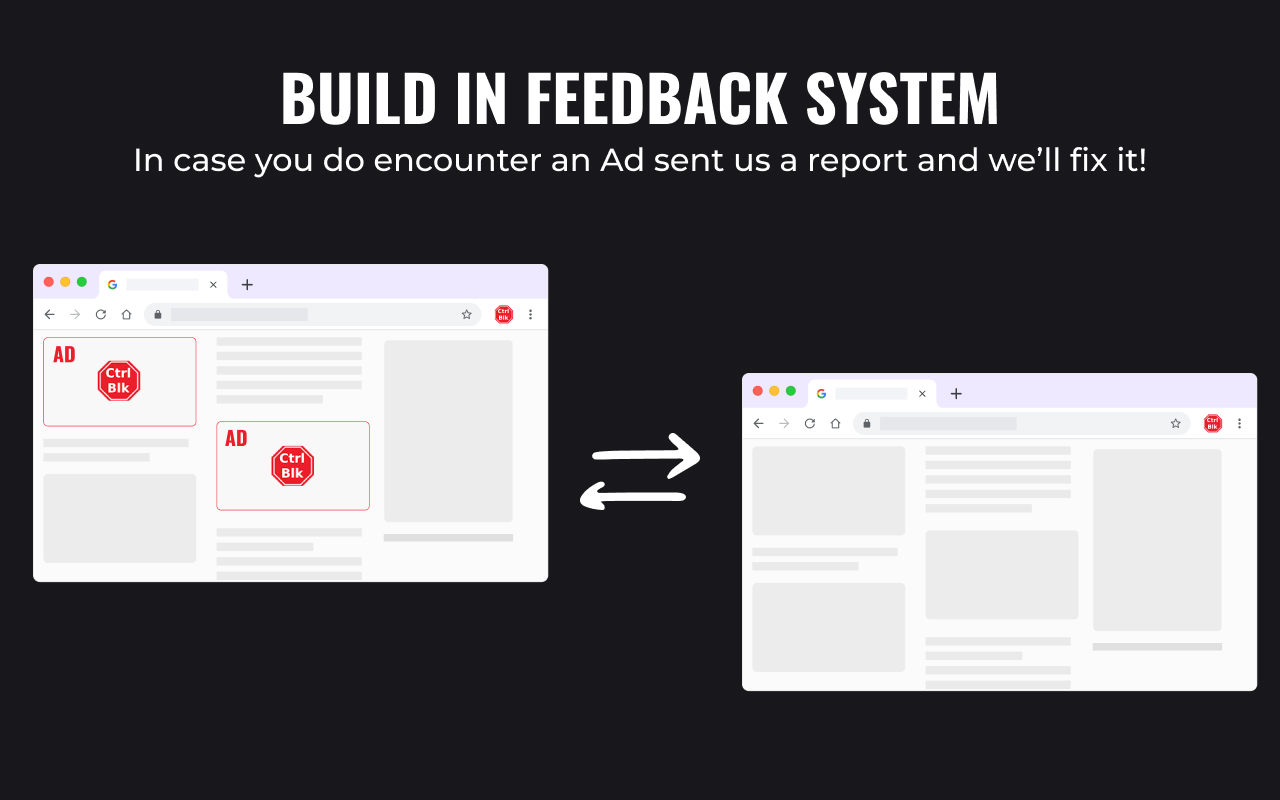 BUILD IN FEEDBACK SYSTEM
In case you do encounter an Ad sent us a report and we’ll fix it!
G
Ctrl
Blk
AD
Ctrl
Blk
AD
Ctrl
Blk
G
Ctrl
Blk